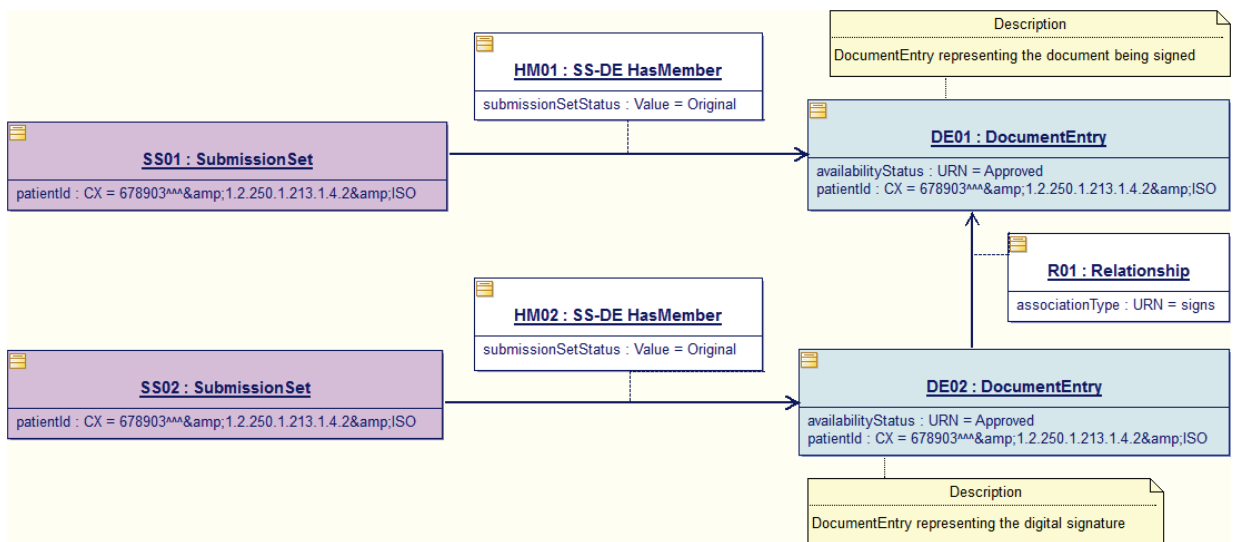 Description
DocumentEntry representing the document being signed
HM01 : SS-DE HasMember
submissionSetStatus : Value = Original
SS01 : SubmissionSet
patientId : CX = 678903^^^&amp;1.2.250.1.213.1.4.2&amp;ISO
DE01 : DocumentEntry
availabilityStatus : URN = Approved
patientId : CX = 678903^^^&amp;1.2.250.1.213.1.4.2&amp;ISO
R01 : Relationship
associationType : URN = signs
HM02 : SS-DE HasMember
submissionSetStatus : Value = Original
SS02 : SubmissionSet
patientId : CX = 678903^^^&amp;1.2.250.1.213.1.4.2&amp;ISO
DE02 : DocumentEntry
availabilityStatus : URN = Approved
patientId : CX = 678903^^^&amp;1.2.250.1.213.1.4.2&amp;ISO
Description
DocumentEntry representing the digital signature